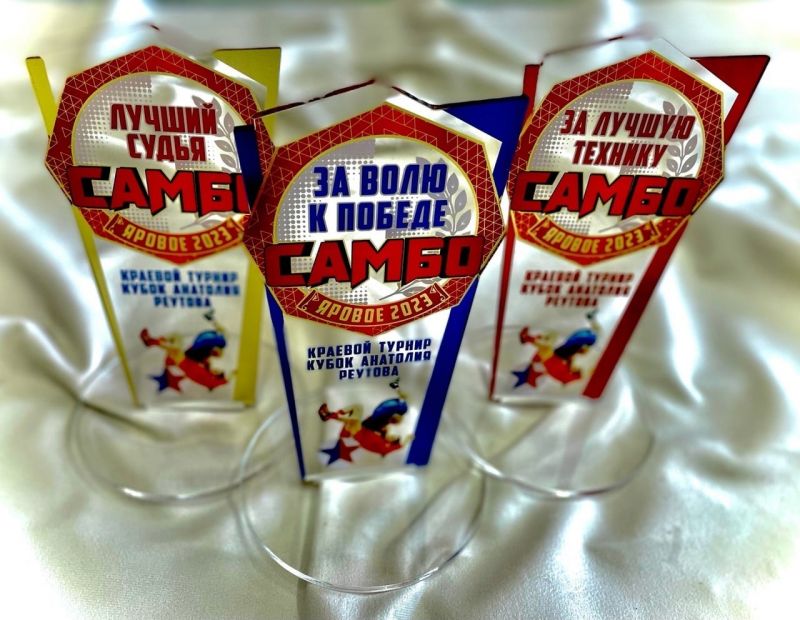 ЛУЧШИЙ
СУДЬЯ
САМБО
ЯРОВОЕ 2023
КРАЕВОЙ ТУРНИР
КУБОК АНАТОЛИЯ
РЕУТОВА
ЗА ВОЛЮ
К ПОБЕДЕ
САМБО
ЯРОВОЕ 2023
КРАЕВОЙ ТУРНИР
КУБОК АНАТОЛИЯ
РЕУТОВА
ЗА ЛУЧШУЮ
ТЕХНИКУ
САМБО
ЯРОВОЕ 2023
КРАЕВОЙ ТУРНИР
КУБОК АНАТОЛИЯ
РЕУТОВА